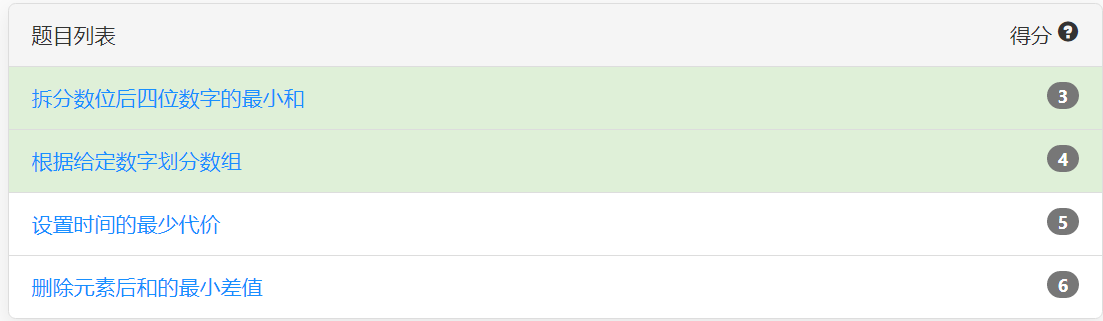 题目列表 得分 ?
拆分数位后四位数字的最小和 3
根据给定数字划分数组 4
设置时间的最少代价 5
删除元素后和的最小差值 6